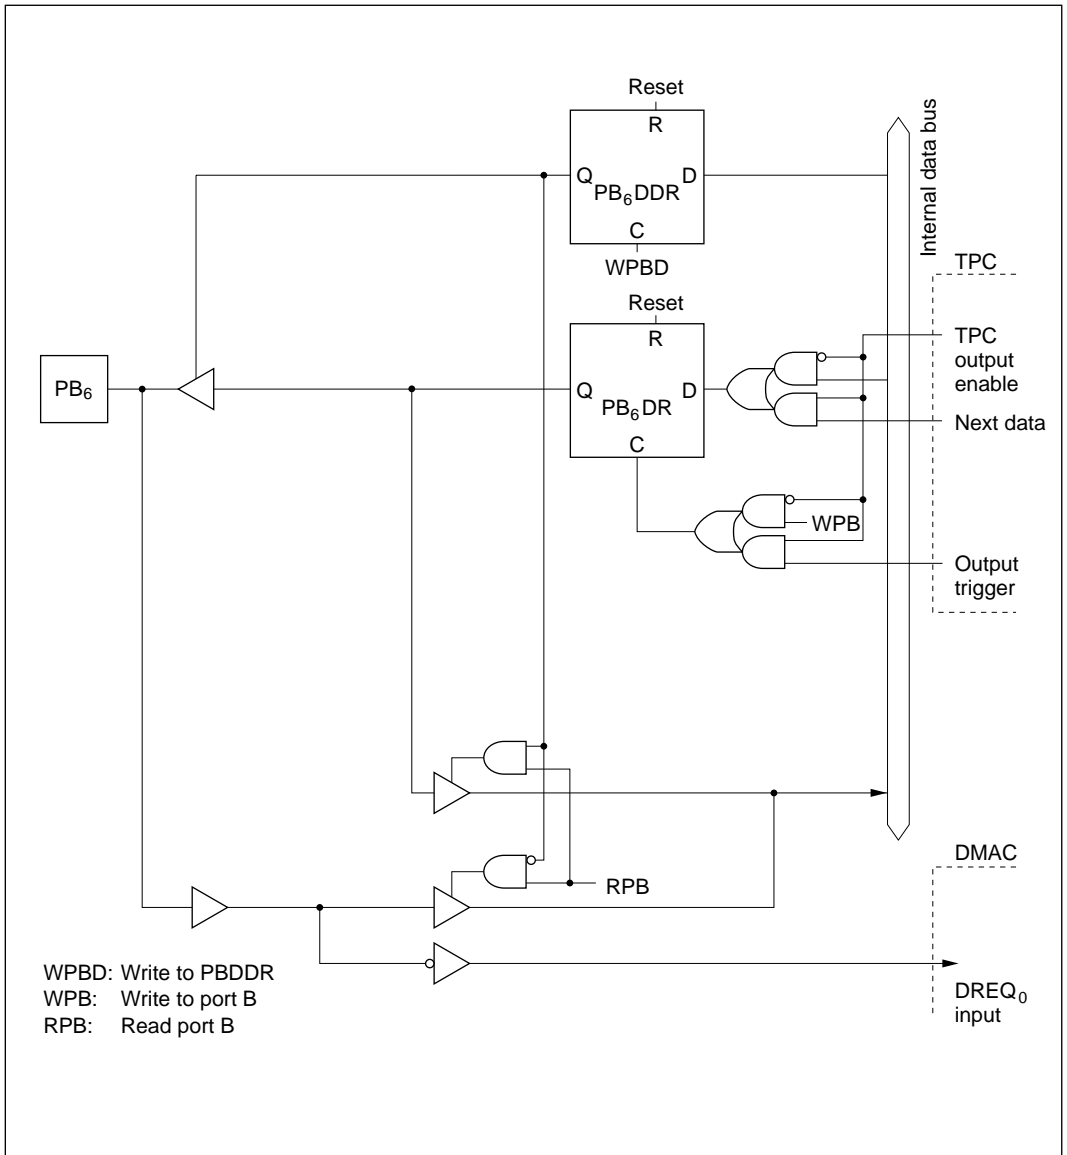 Reset
R
Q
D
PB6DDR
C
WPBD
Internal data bus
TPC
Reset
R
TPC
output
enable
PB6
Q
D
PB6DR
C
Next data
WPB
Output
trigger
DMAC
RPB
DREQ0
input
WPBD: Write to PBDDR
WPB: Write to port B
RPB: Read port B